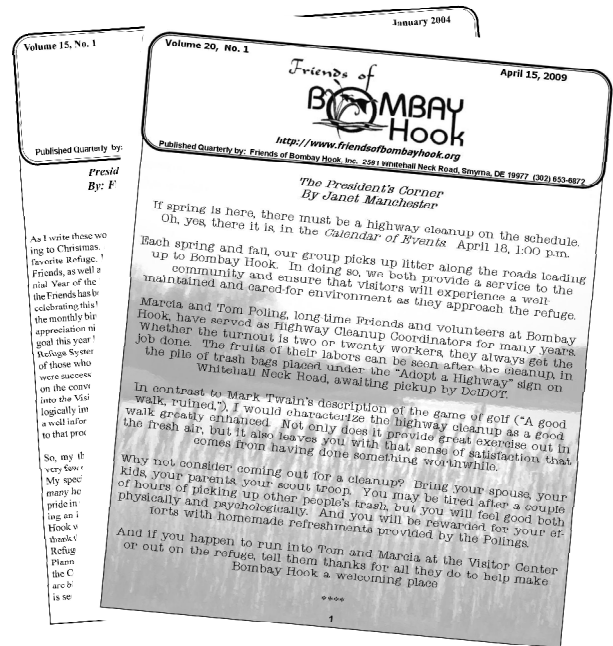 January 2004
Volume 15, No. 1
Published Quarterly by:
Presid
By: F
As I write these wo
ing to Christmas.
favorite Refuge.
Friends, as well a
nial Year of the
the Friends has be
celebrating this
the monthly bir
appreciation ni
goal this year
Refuge Syster
of those who
were success
on the conve
into the Visi
logically im
a well infor
to that proc
So, my th
very few
My speci
many he
pride in
ing an i
Hook w
thank
Refug
Plann
the C
are b
is se
Volume 20, No. 1
April 15, 2009
Friends of
BOMBAY
Hook
http://www.friendsofbombayhook.org
Published Quarterly by: Friends of Bombay Hook, Inc. 2591 Whitehall Neck Road, Smyrna, DE 19977 (302) 653-6872
The President's Corner
By Janet Manchester
If spring is here, there must be a highway cleanup on the schedule.
Oh, yes, there it is, in the Calendar of Events: April 18, 1:00 p.m.
Each spring and fall, our group picks up litter along the roads leading
up to Bombay Hook. In doing so, we both provide a service to the
community and ensure that visitors will experience a well-
maintained and cared-for environment as they approach the refuge.
Marcia and Tom Poling, long-time Friends and volunteers at Bombay
Hook, have served as Highway Cleanup Coordinators for many years.
Whether the turnout is two or twenty workers, they always get the
job done. The fruits of their labors can be seen after the cleanup, in
the pile of trash bags placed under the "Adopt a Highway" sign on
Whitehall Neck Road, awaiting pickup by DelDOT.
In contrast to Mark Twain's description of the game of golf ("A good
walk, ruined,"), I would characterize the highway cleanup as a good
walk greatly enhanced. Not only does it provide great exercise out in
the fresh air, but it also leaves you with that sense of satisfaction that
comes from having done something worthwhile.
Why not consider coming out for a cleanup? Bring your spouse, your
kids, your parents, your scout troop. You may be tired after a couple
of hours of picking up other people's trash, but you will feel good both
physically and psychologically. And you will be rewarded for your ef-
forts with homemade refreshments provided by the Polings.
And if you happen to run into Tom and Marcia at the Visitor Center
or out on the refuge, tell them thanks for all they do to help make
Bombay Hook a welcoming place
****
1